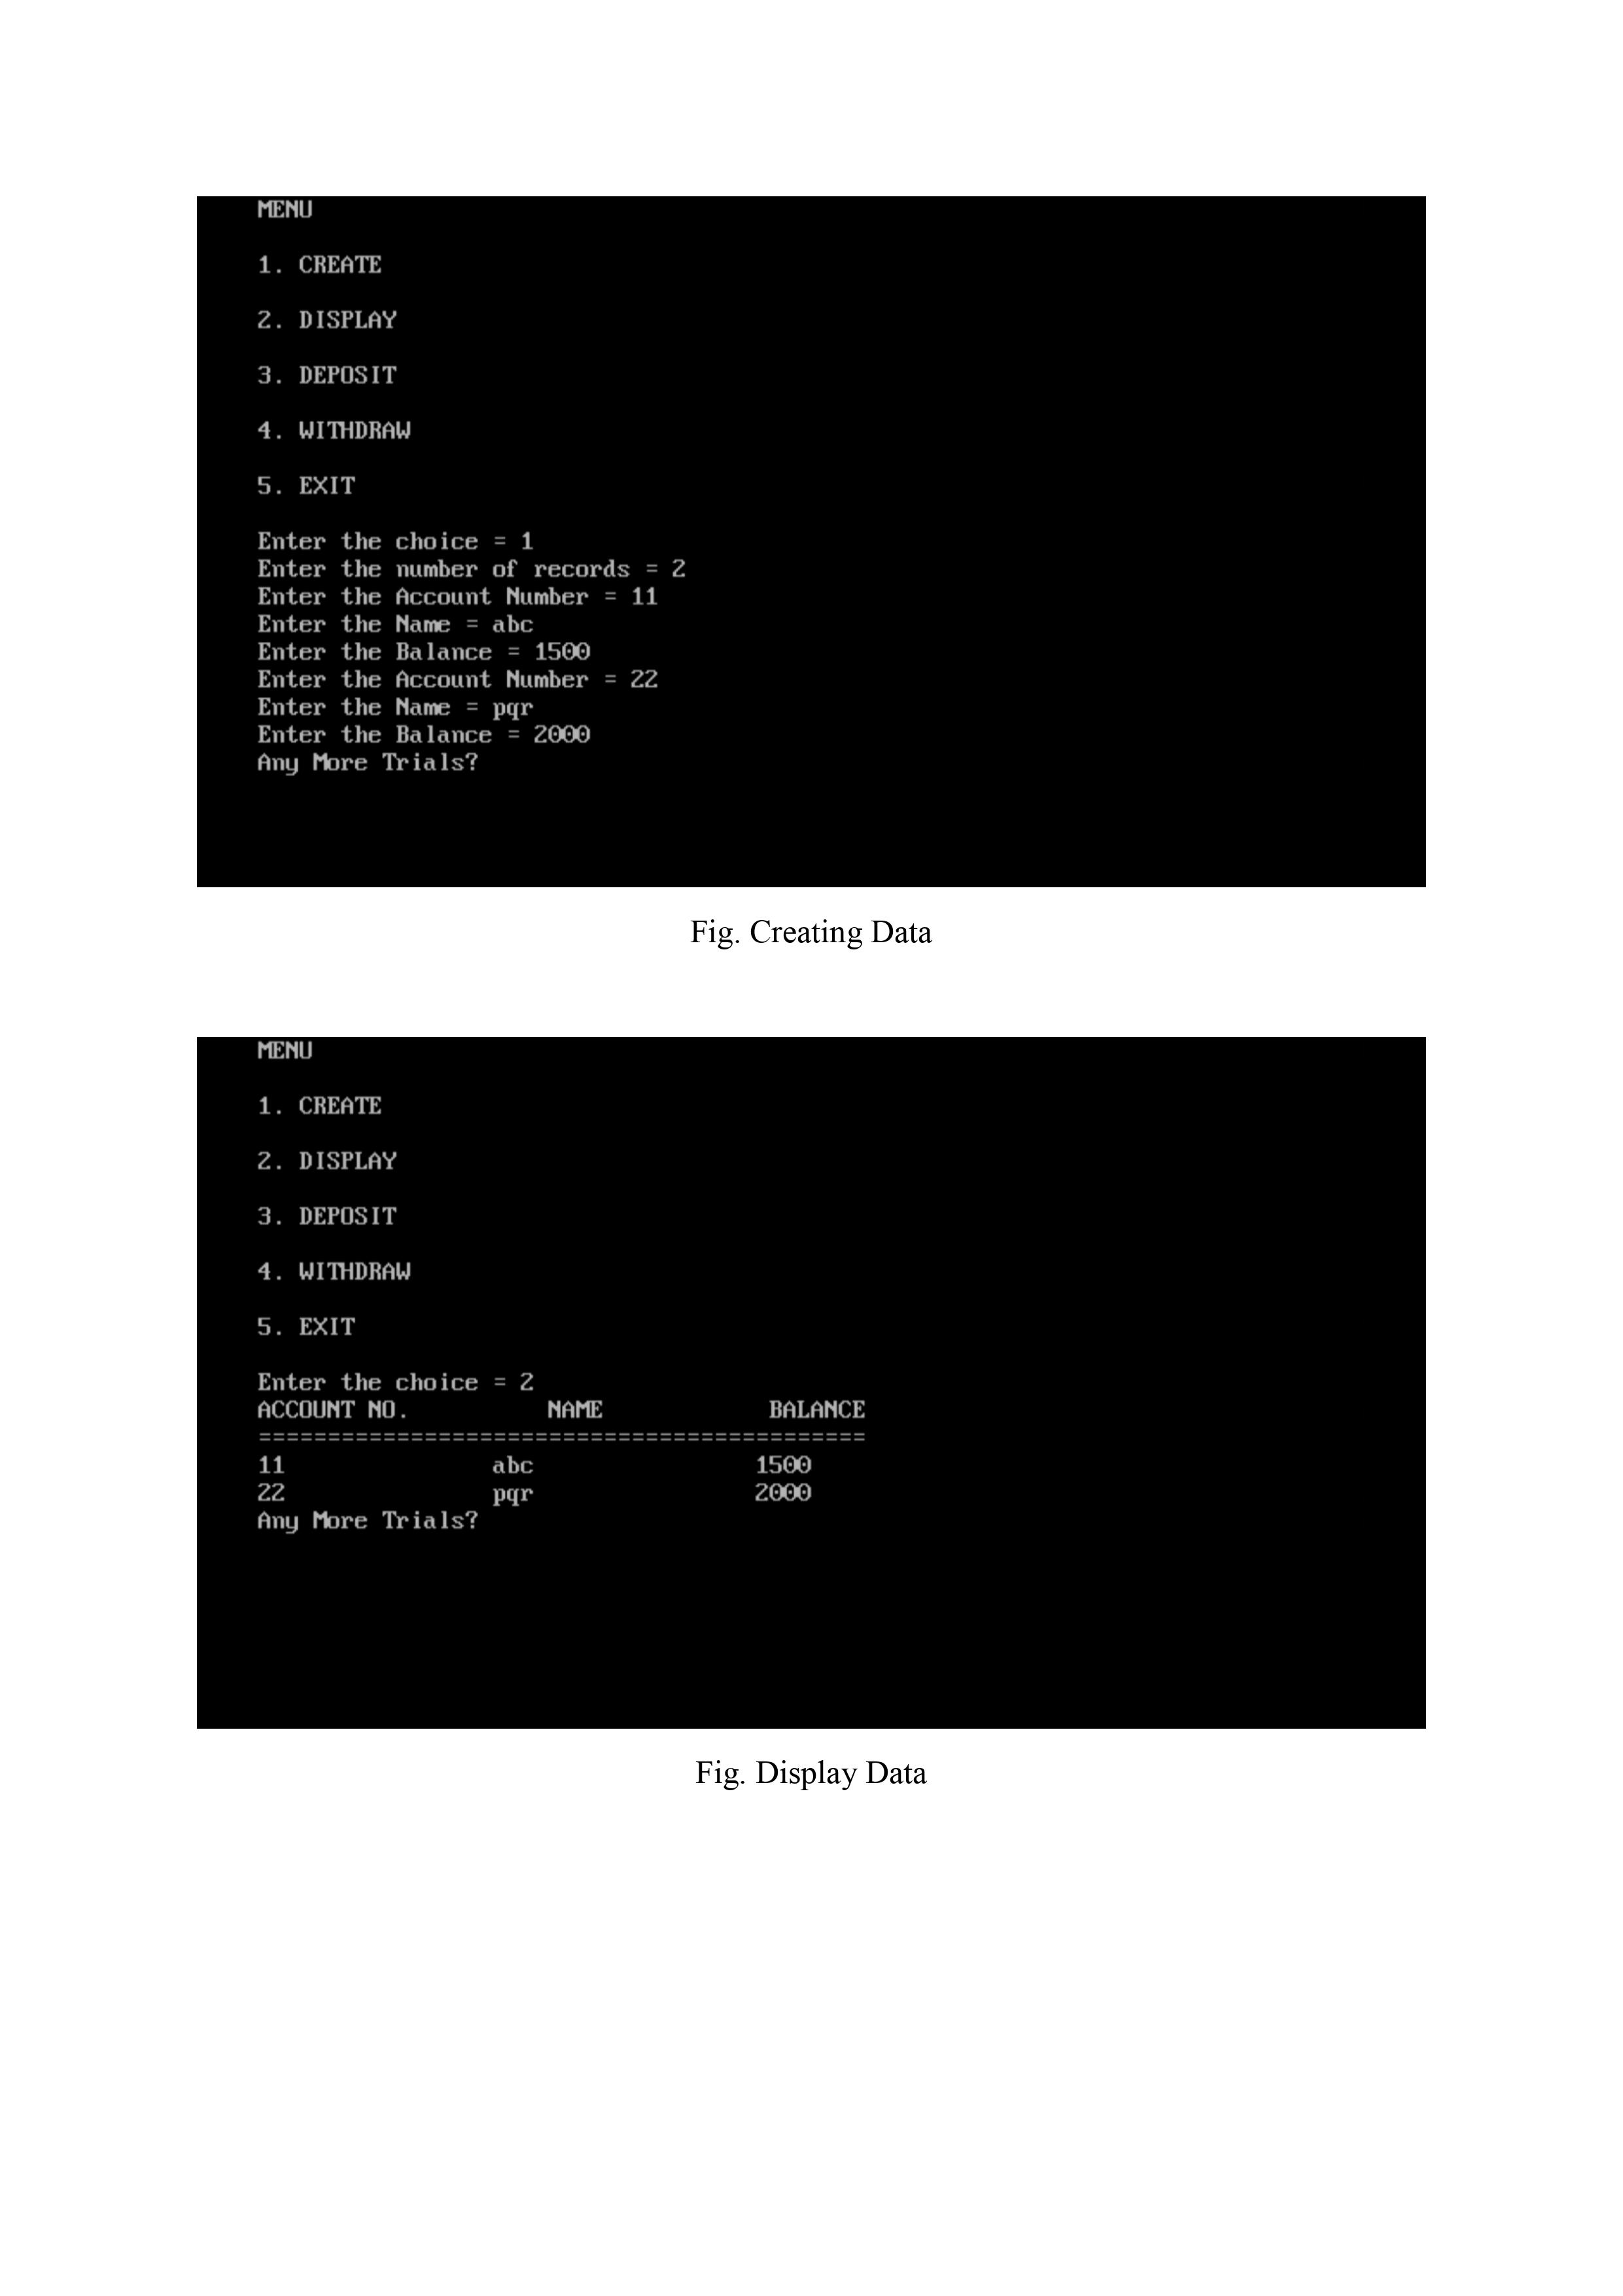 MENU
1. CREATE
2. DISPLAY
3. DEPOSIT
4. WITHDRAW
5. EXIT
Enter the choice = 1
Enter the number of records = 2
Enter the Account Number = 11
Enter the Name = abc
Enter the Balance = 1500
Enter the Account Number = 22
Enter the Name = pqr
Enter the Balance = 2000
Any More Trials?
Fig. Creating Data
MENU
1. CREATE
2. DISPLAY
3. DEPOSIT
4. WITHDRAW
5. EXIT
Enter the choice = 2
ACCOUNT NO. NAME BALANCE
============================================
11 abc 1500
22 pqr 2000
Any More Trials?
Fig. Display Data